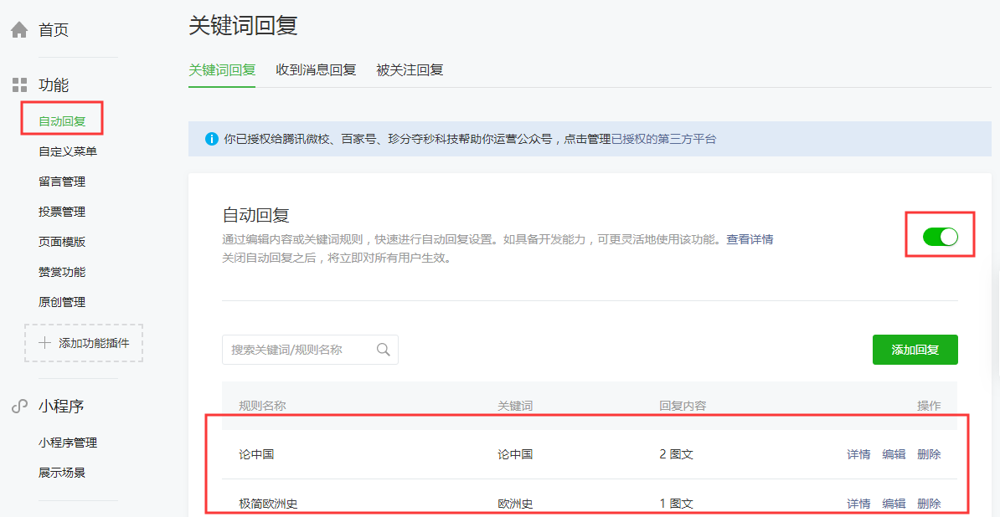 首页
功能
自动回复
自定义菜单
留言管理
投票管理
页面模版
赞赏功能
原创管理
添加功能插件
小程序
小程序管理
展示场景
关键词回复
关键词回复 收到消息回复 被关注回复
你已授权给腾讯微校、百家号、珍分夺秒科技帮助你运营公众号，点击管理已授权的第三方平台
自动回复
通过编辑内容或关键词规则，快速进行自动回复设置。如具备开发能力，可更灵活地使用该功能。查看详情
关闭自动回复之后，将立即对所有用户生效。
搜索关键词/规则名称 添加回复
规则名称 关键词 回复内容 操作
论中国 论中国 2 图文 详情 编辑 删除
极简欧洲史 欧洲史 1 图文 详情 编辑 删除